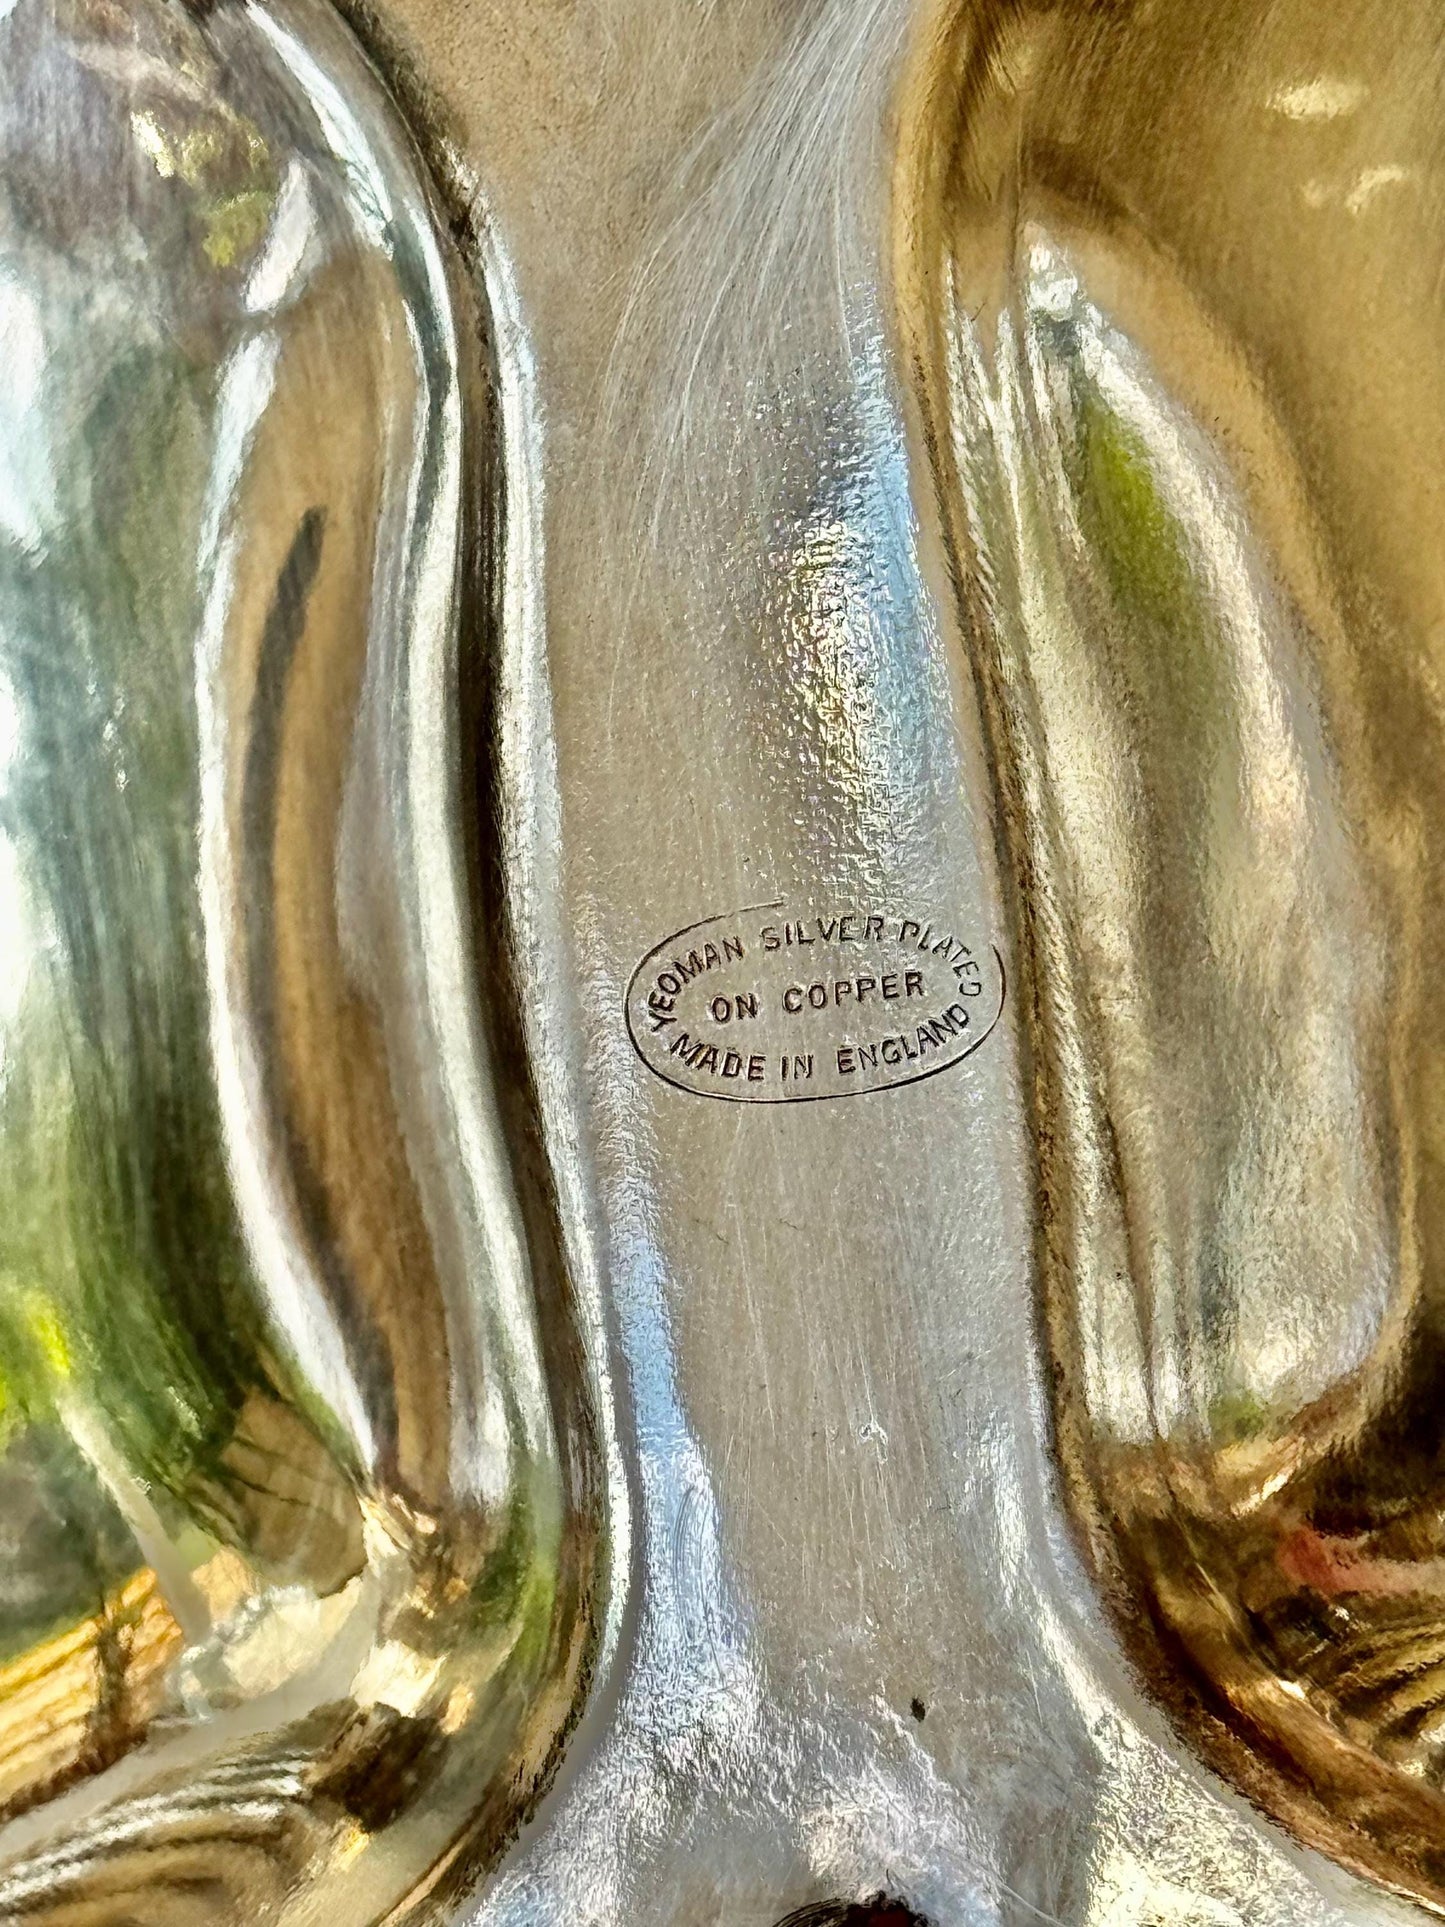 YEOMAN SILVER PLATED
ON COPPER
MADE IN ENGLAND